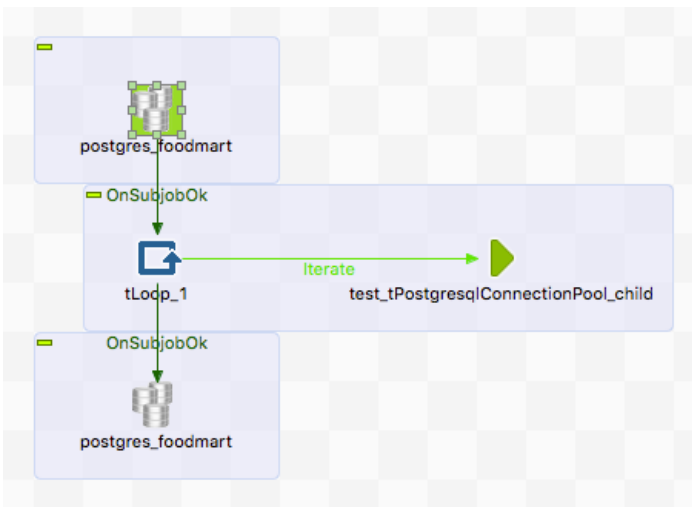 postgres_foodmart
OnSubjobOk
Iterate
tLoop_1
test_tPostgresqlConnectionPool_child
OnSubjobOk
postgres_foodmart